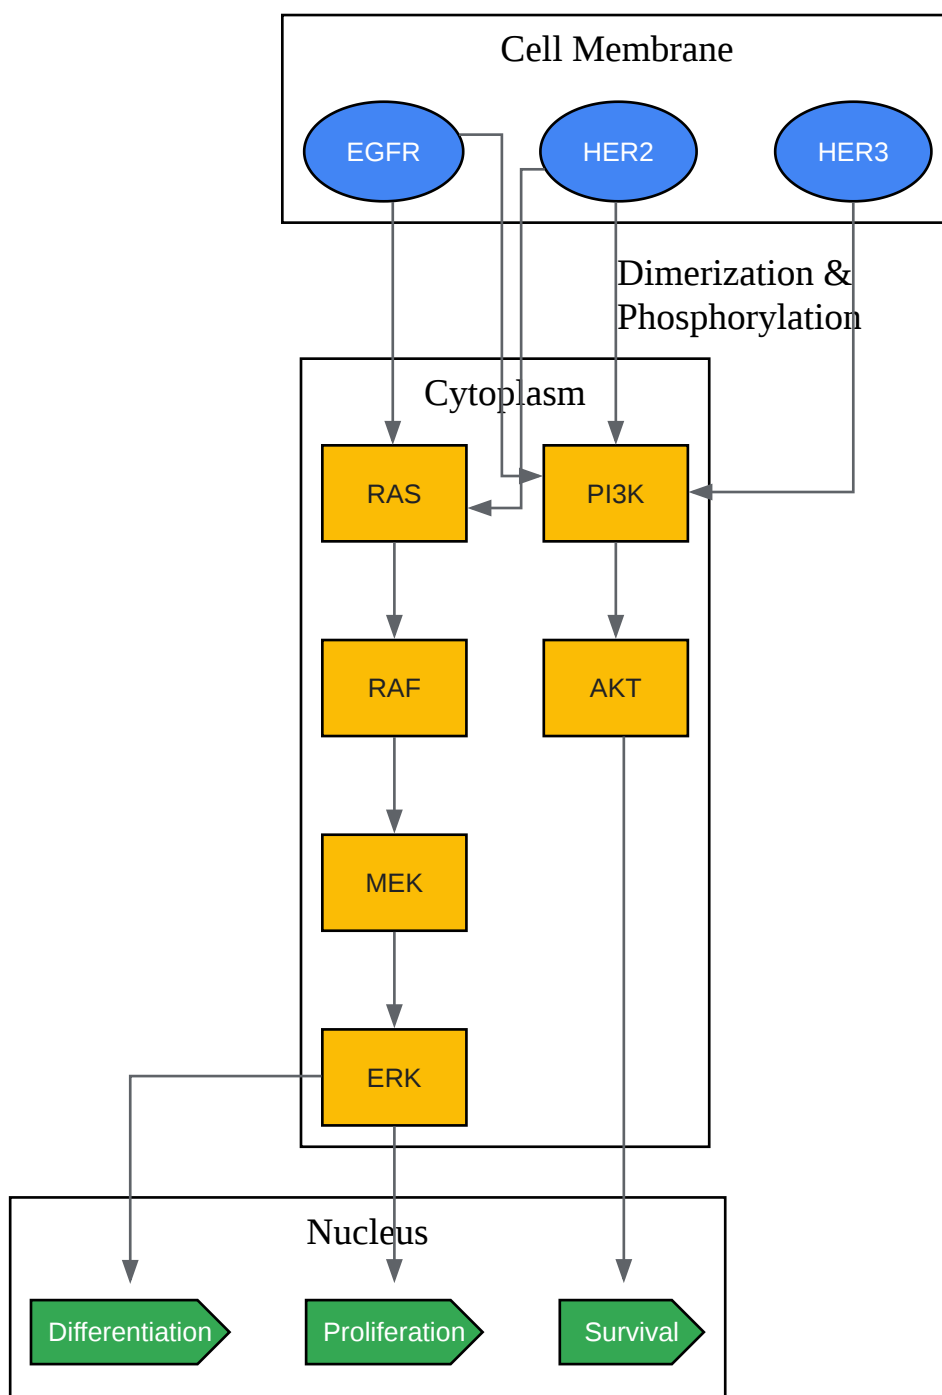 Cell Membrane
EGFR
HER2
HER3
Dimerization &
Phosphorylation
Cytoplasm
RAS
PI3K
RAF
AKT
MEK
ERK
Nucleus
Differentiation
Proliferation
Survival